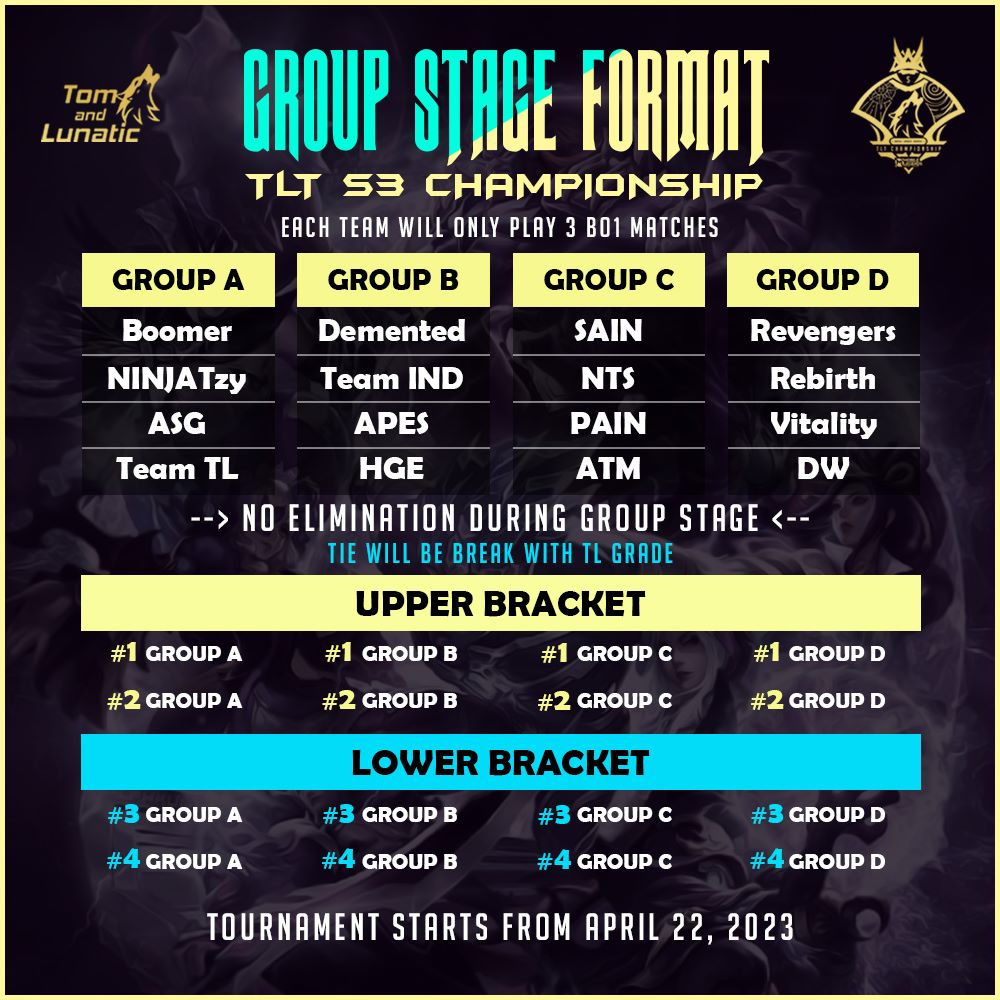 Tom
and
Lunatic
GROUP STAGE FORMAT
TLT S3 CHAMPIONSHIP
TLT CHAMPIONSHIP
EACH TEAM WILL ONLY PLAY 3 BO1 MATCHES
GROUP A GROUP B GROUP C GROUP D
Boomer Demented SAIN Revengers
NINJATzy Team IND NTS Rebirth
ASG APES PAIN Vitality
Team TL HGE ATM DW
--> NO ELIMINATION DURING GROUP STAGE <--
TIE WILL BE BREAK WITH TL GRADE
UPPER BRACKET
#1 GROUP A #1 GROUP B #1 GROUP C #1 GROUP D
#2 GROUP A #2 GROUP B #2 GROUP C #2 GROUP D
LOWER BRACKET
#3 GROUP A #3 GROUP B #3 GROUP C #3 GROUP D
#4 GROUP A #4 GROUP B #4 GROUP C #4 GROUP D
TOURNAMENT STARTS FROM APRIL 22, 2023